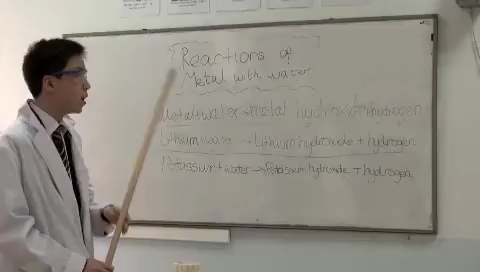 Reactions of
Metal with water
Metal+water→metal hydroxide+hydrogen
Lithium+water → Lithium hydroxide + hydrogen
Potassium + water → Potassium hydroxide + hydrogen